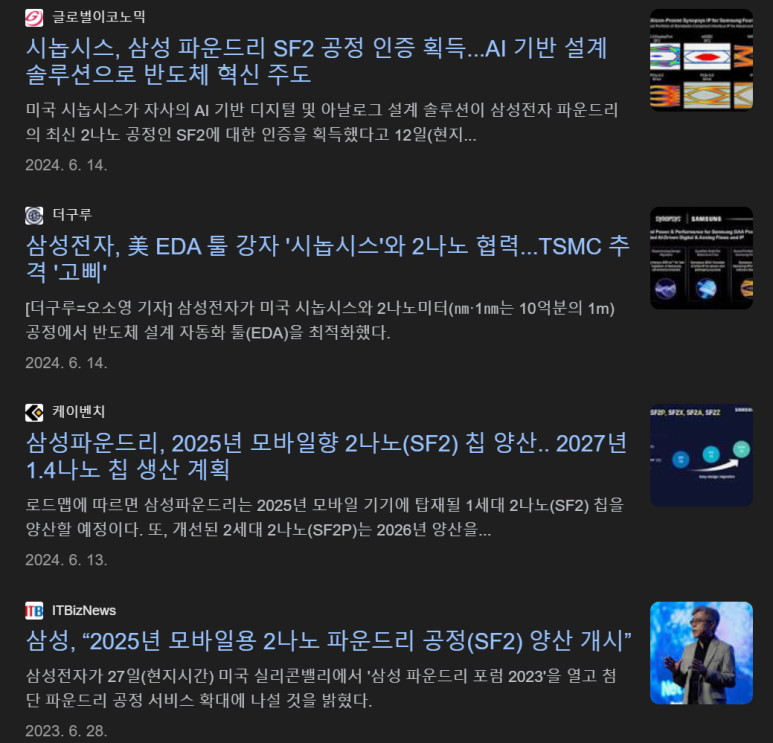 글로벌이코노믹
시놉시스, 삼성 파운드리 SF2 공정 인증 획득...AI 기반 설계
솔루션으로 반도체 혁신 주도
미국 시놉시스가 자사의 AI 기반 디지털 및 아날로그 설계 솔루션이 삼성전자 파운드리
의 최신 2나노 공정인 SF2에 대한 인증을 획득했다고 12일(현지...
2024. 6. 14.
더구루
삼성전자, 美 EDA 툴 강자 '시놉시스'와 2나노 협력...TSMC 추
격 '고삐'
[더구루=오소영 기자] 삼성전자가 미국 시놉시스와 2나노미터(㎚·1㎚는 10억분의 1m)
공정에서 반도체 설계 자동화 툴(EDA)을 최적화했다.
2024. 6. 14.
SYNOPSYS SAMSUNG
케이벤치
삼성파운드리, 2025년 모바일향 2나노(SF2) 칩 양산.. 2027년
1.4나노 칩 생산 계획
로드맵에 따르면 삼성파운드리는 2025년 모바일 기기에 탑재될 1세대 2나노(SF2) 칩을
양산할 예정이다. 또, 개선된 2세대 2나노(SF2P)는 2026년 양산을...
2024. 6. 13.
SF2P, SF2X, SF2A, SF2Z
ITB ITBizNews
삼성, “2025년 모바일용 2나노 파운드리 공정(SF2) 양산 개시”
삼성전자가 27일(현지시간) 미국 실리콘밸리에서 '삼성 파운드리 포럼 2023'을 열고 첨
단 파운드리 공정 서비스 확대에 나설 것을 밝혔다.
2023. 6. 28.